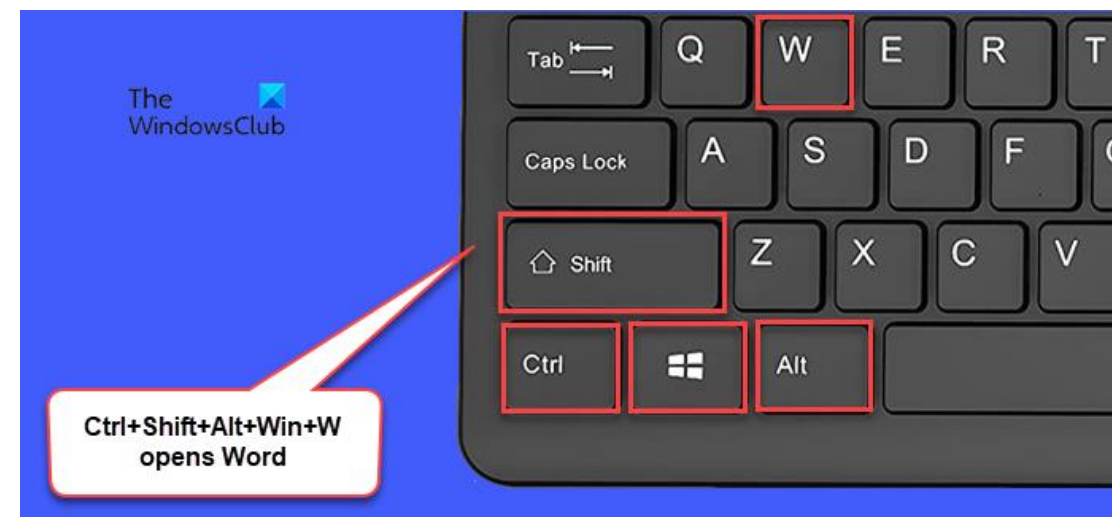 The
WindowsClub
Tab Q W E R T
Caps Lock A S D F
Shift Z X C V
Ctrl Alt
Ctrl+Shift+Alt+Win+W
opens Word